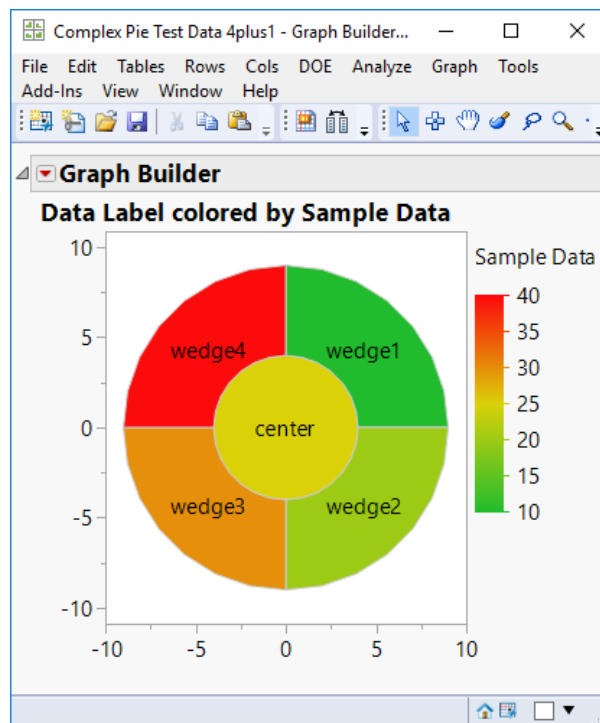 Complex Pie Test Data 4plus1 - Graph Builder...
File Edit Tables Rows Cols DOE Analyze Graph Tools
Add-Ins View Window Help
Graph Builder
Data Label colored by Sample Data
10
5
0
-5
-10
-10 -5 0 5 10
wedge4 wedge1
center
wedge3 wedge2
Sample Data
40
35
30
25
20
15
10